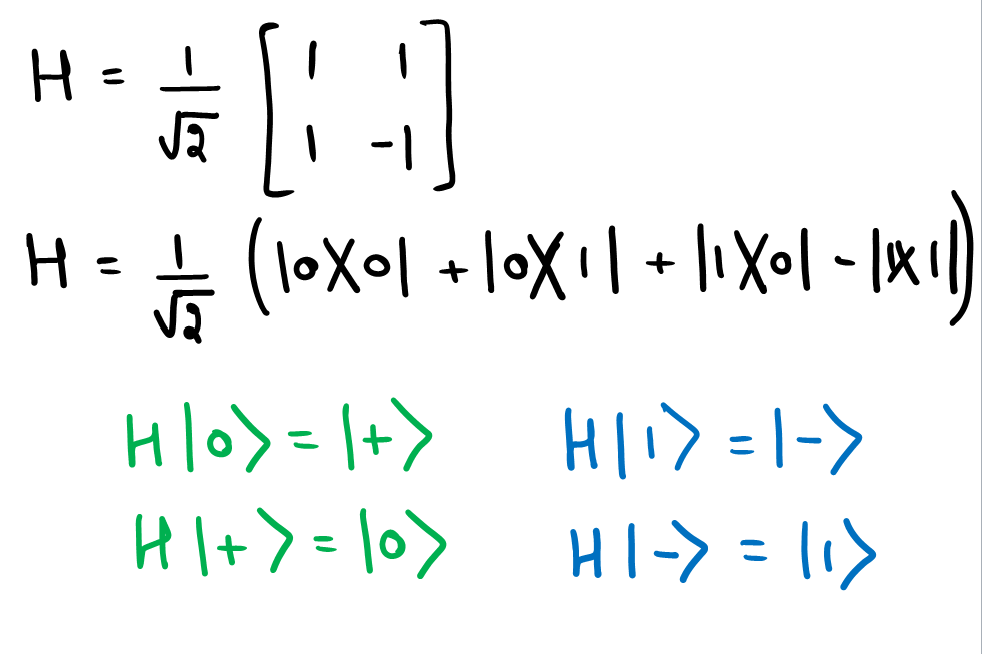 H = 1/√2 [1 1; 1 -1]
H = 1/√2 (|0⟩⟨0| + |0⟩⟨1| + |1⟩⟨0| - |1⟩⟨1|)
H|0⟩ = |+⟩ H|1⟩ = |-⟩
H|+⟩ = |0⟩ H|-⟩ = |1⟩